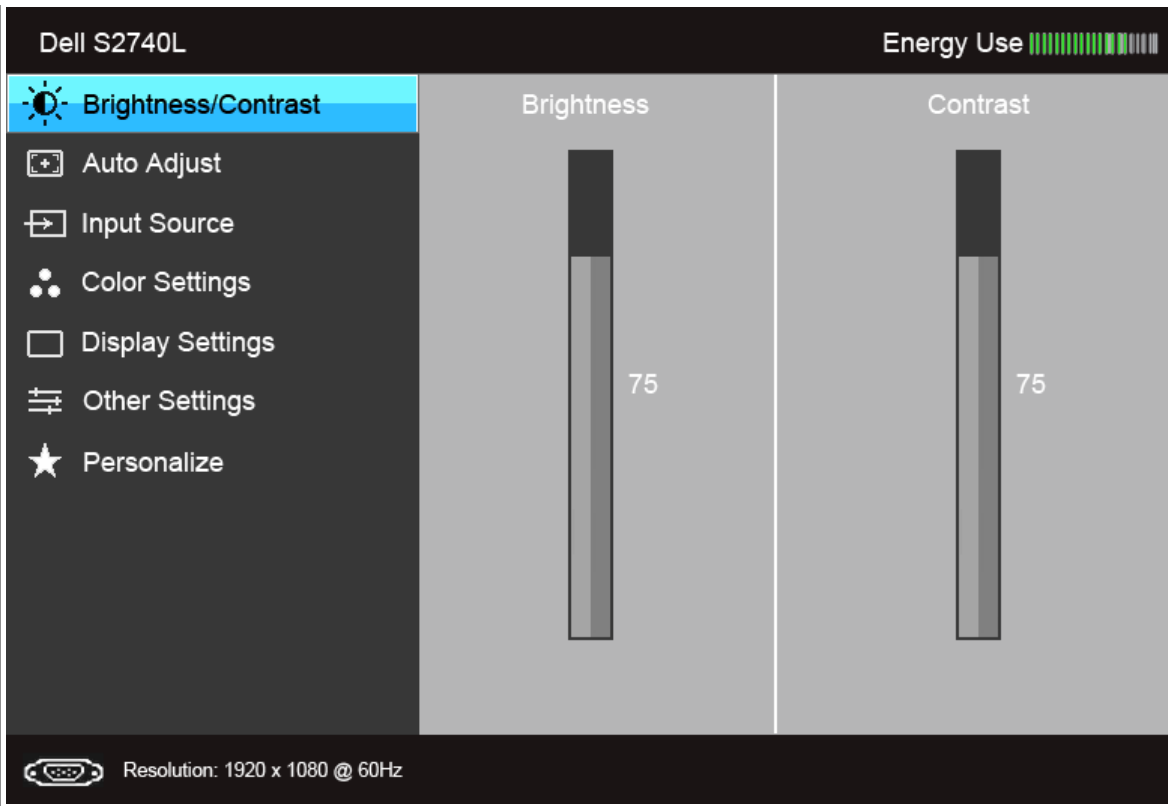 Dell S2740L
Energy Use
Brightness/Contrast
Brightness
Contrast
Auto Adjust
Input Source
Color Settings
Display Settings
75
75
Other Settings
Personalize
Resolution: 1920 x 1080 @ 60Hz